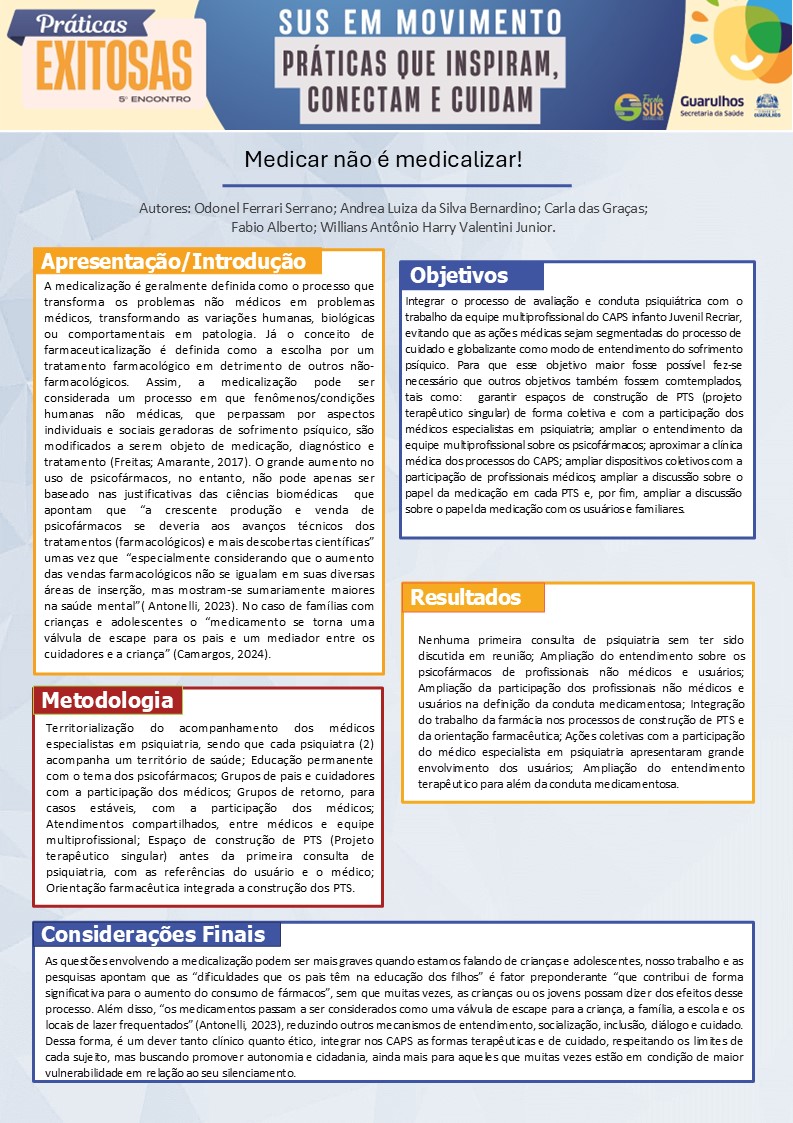 Práticas
EXITOSAS
5º ENCONTRO
SUS EM MOVIMENTO
PRÁTICAS QUE INSPIRAM,
CONECTAM E CUIDAM
Escola
SUS
Guarulhos
Secretaria da Saúde
GUARULHOS
Medicar não é medicalizar!
Autores: Odonel Ferrari Serrano; Andrea Luiza da Silva Bernardino; Carla das Graças;
Fabio Alberto; Willians Antônio Harry Valentini Junior.
Apresentação/Introdução
A medicalização é geralmente definida como o processo que
transforma os problemas não médicos em problemas
médicos, transformando as variações humanas, biológicas
ou comportamentais em patologia. Já o conceito de
farmaceuticalização é definida como a escolha por um
tratamento farmacológico em detrimento de outros não-
farmacológicos. Assim, a medicalização pode ser
considerada um processo em que fenômenos/condições
humanas não médicas, que perpassam por aspectos
individuais e sociais geradoras de sofrimento psíquico, são
modificados a serem objeto de medicação, diagnóstico e
tratamento (Freitas; Amarante, 2017). O grande aumento no
uso de psicofármacos, no entanto, não pode apenas ser
baseado nas justificativas das ciências biomédicas que
apontam que “a crescente produção e venda de
psicofármacos se deveria aos avanços técnicos dos
tratamentos (farmacológicos) e mais descobertas científicas”
umas vez que “especialmente considerando que o aumento
das vendas farmacológicos não se igualam em suas diversas
áreas de inserção, mas mostram-se sumariamente maiores
na saúde mental”( Antonelli, 2023). No caso de famílias com
crianças e adolescentes o “medicamento se torna uma
válvula de escape para os pais e um mediador entre os
cuidadores e a criança” (Camargos, 2024).
Metodologia
Territorialização do acompanhamento dos médicos
especialistas em psiquiatria, sendo que cada psiquiatra (2)
acompanha um território de saúde; Educação permanente
com o tema dos psicofármacos; Grupos de pais e cuidadores
com a participação dos médicos; Grupos de retorno, para
casos estáveis, com a participação dos médicos;
Atendimentos compartilhados, entre médicos e equipe
multiprofissional; Espaço de construção de PTS (Projeto
terapêutico singular) antes da primeira consulta de
psiquiatria, com as referências do usuário e o médico;
Orientação farmacêutica integrada a construção dos PTS.
Objetivos
Integrar o processo de avaliação e conduta psiquiátrica com o
trabalho da equipe multiprofissional do CAPS infanto Juvenil Recriar,
evitando que as ações médicas sejam segmentadas do processo de
cuidado e globalizante como modo de entendimento do sofrimento
psíquico. Para que esse objetivo maior fosse possível fez-se
necessário que outros objetivos também fossem comtemplados,
tais como: garantir espaços de construção de PTS (projeto
terapêutico singular) de forma coletiva e com a participação dos
médicos especialistas em psiquiatria; ampliar o entendimento da
equipe multiprofissional sobre os psicofármacos; aproximar a clínica
médica dos processos do CAPS; ampliar dispositivos coletivos com a
participação de profissionais médicos; ampliar a discussão sobre o
papel da medicação em cada PTS e, por fim, ampliar a discussão
sobre o papel da medicação com os usuários e familiares.
Resultados
Nenhuma primeira consulta de psiquiatria sem ter sido
discutida em reunião; Ampliação do entendimento sobre os
psicofármacos de profissionais não médicos e usuários;
Ampliação da participação dos profissionais não médicos e
usuários na definição da conduta medicamentosa; Integração
do trabalho da farmácia nos processos de construção de PTS e
da orientação farmacêutica; Ações coletivas com a participação
do médico especialista em psiquiatria apresentaram grande
envolvimento dos usuários; Ampliação do entendimento
terapêutico para além da conduta medicamentosa.
Considerações Finais
As questões envolvendo a medicalização podem ser mais graves quando estamos falando de crianças e adolescentes, nosso trabalho e as
pesquisas apontam que as “dificuldades que os pais têm na educação dos filhos” é fator preponderante “que contribui de forma
significativa para o aumento do consumo de fármacos”, sem que muitas vezes, as crianças ou os jovens possam dizer dos efeitos desse
processo. Além disso, “os medicamentos passam a ser considerados como uma válvula de escape para a criança, a família, a escola e os
locais de lazer frequentados” (Antonelli, 2023), reduzindo outros mecanismos de entendimento, socialização, inclusão, diálogo e cuidado.
Dessa forma, é um dever tanto clínico quanto ético, integrar nos CAPS as formas terapêuticas e de cuidado, respeitando os limites de
cada sujeito, mas buscando promover autonomia e cidadania, ainda mais para aqueles que muitas vezes estão em condição de maior
vulnerabilidade em relação ao seu silenciamento.